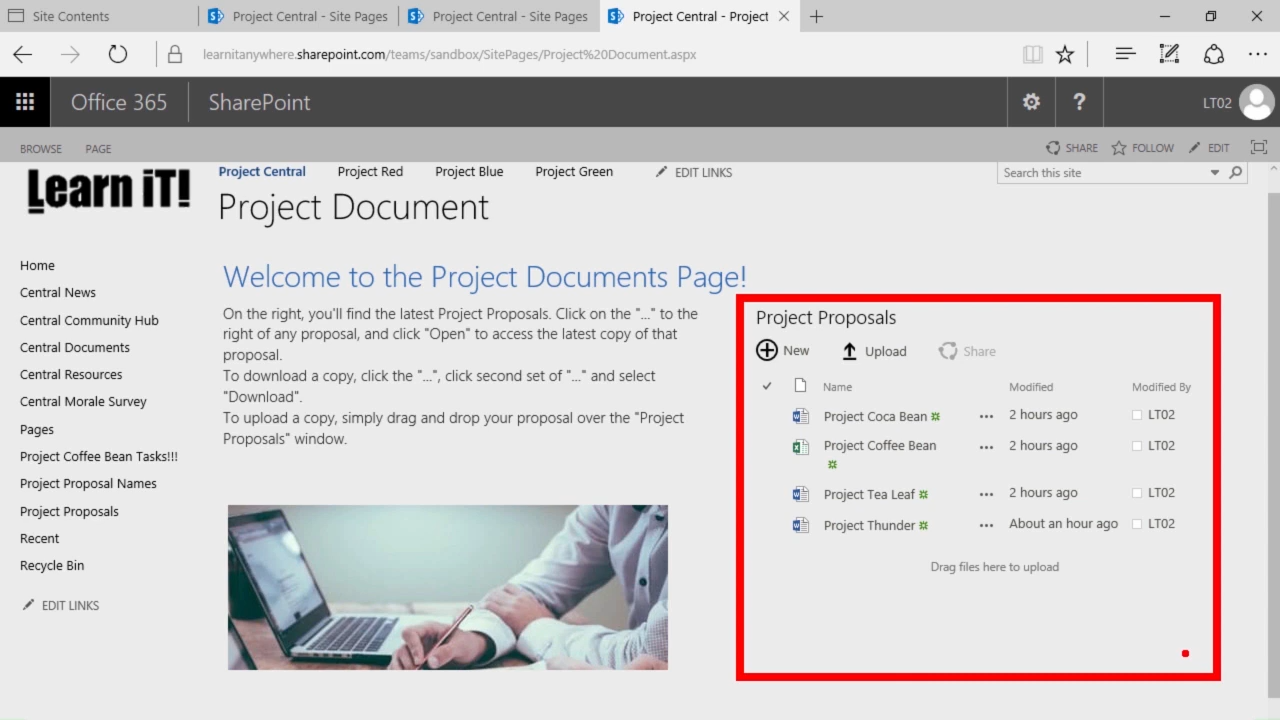 Site Contents
Project Central - Site Pages
Project Central - Site Pages
Project Central - Project
learnitanywhere.sharepoint.com/teams/sandbox/SitePages/Project%20Document.aspx
Office 365
SharePoint
?
LT02
BROWSE PAGE
SHARE FOLLOW EDIT
Learn iT!
Project Central Project Red Project Blue Project Green EDIT LINKS
Search this site
Project Document
Home
Central News
Central Community Hub
Central Documents
Central Resources
Central Morale Survey
Pages
Project Coffee Bean Tasks!!!
Project Proposal Names
Project Proposals
Recent
Recycle Bin
EDIT LINKS
Welcome to the Project Documents Page!
On the right, you'll find the latest Project Proposals. Click on the "..." to the
right of any proposal, and click "Open" to access the latest copy of that
proposal.
To download a copy, click the "...", click second set of "..." and select
"Download".
To upload a copy, simply drag and drop your proposal over the "Project
Proposals" window.
Project Proposals
New Upload Share
Name Modified Modified By
Project Coca Bean ... 2 hours ago LT02
Project Coffee Bean ... 2 hours ago LT02
Project Tea Leaf ... 2 hours ago LT02
Project Thunder ... About an hour ago LT02
Drag files here to upload